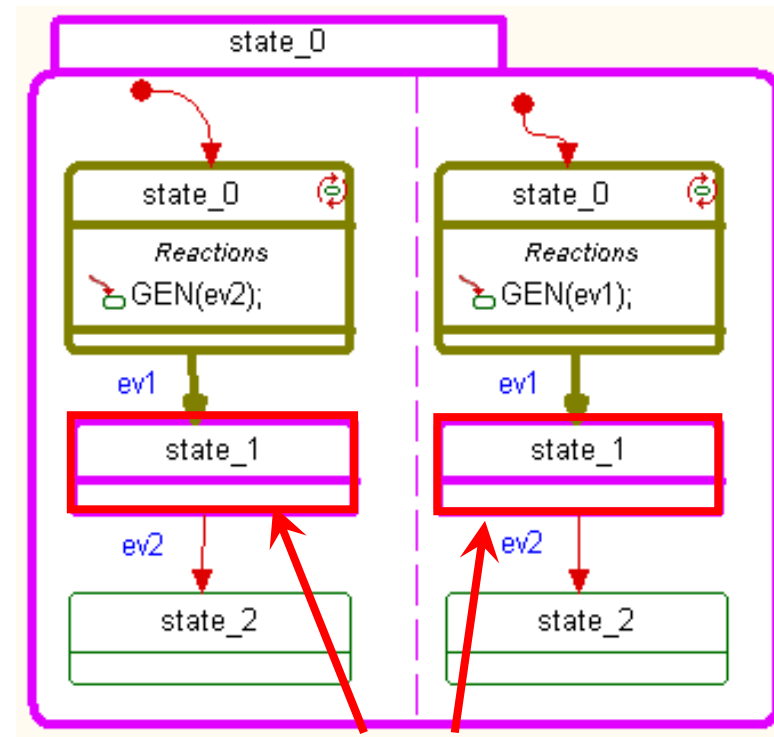 state_0
state_0
Reactions
GEN(ev2);
ev1
state_1
ev2
state_2
state_0
Reactions
GEN(ev1);
ev1
state_1
ev2
state_2